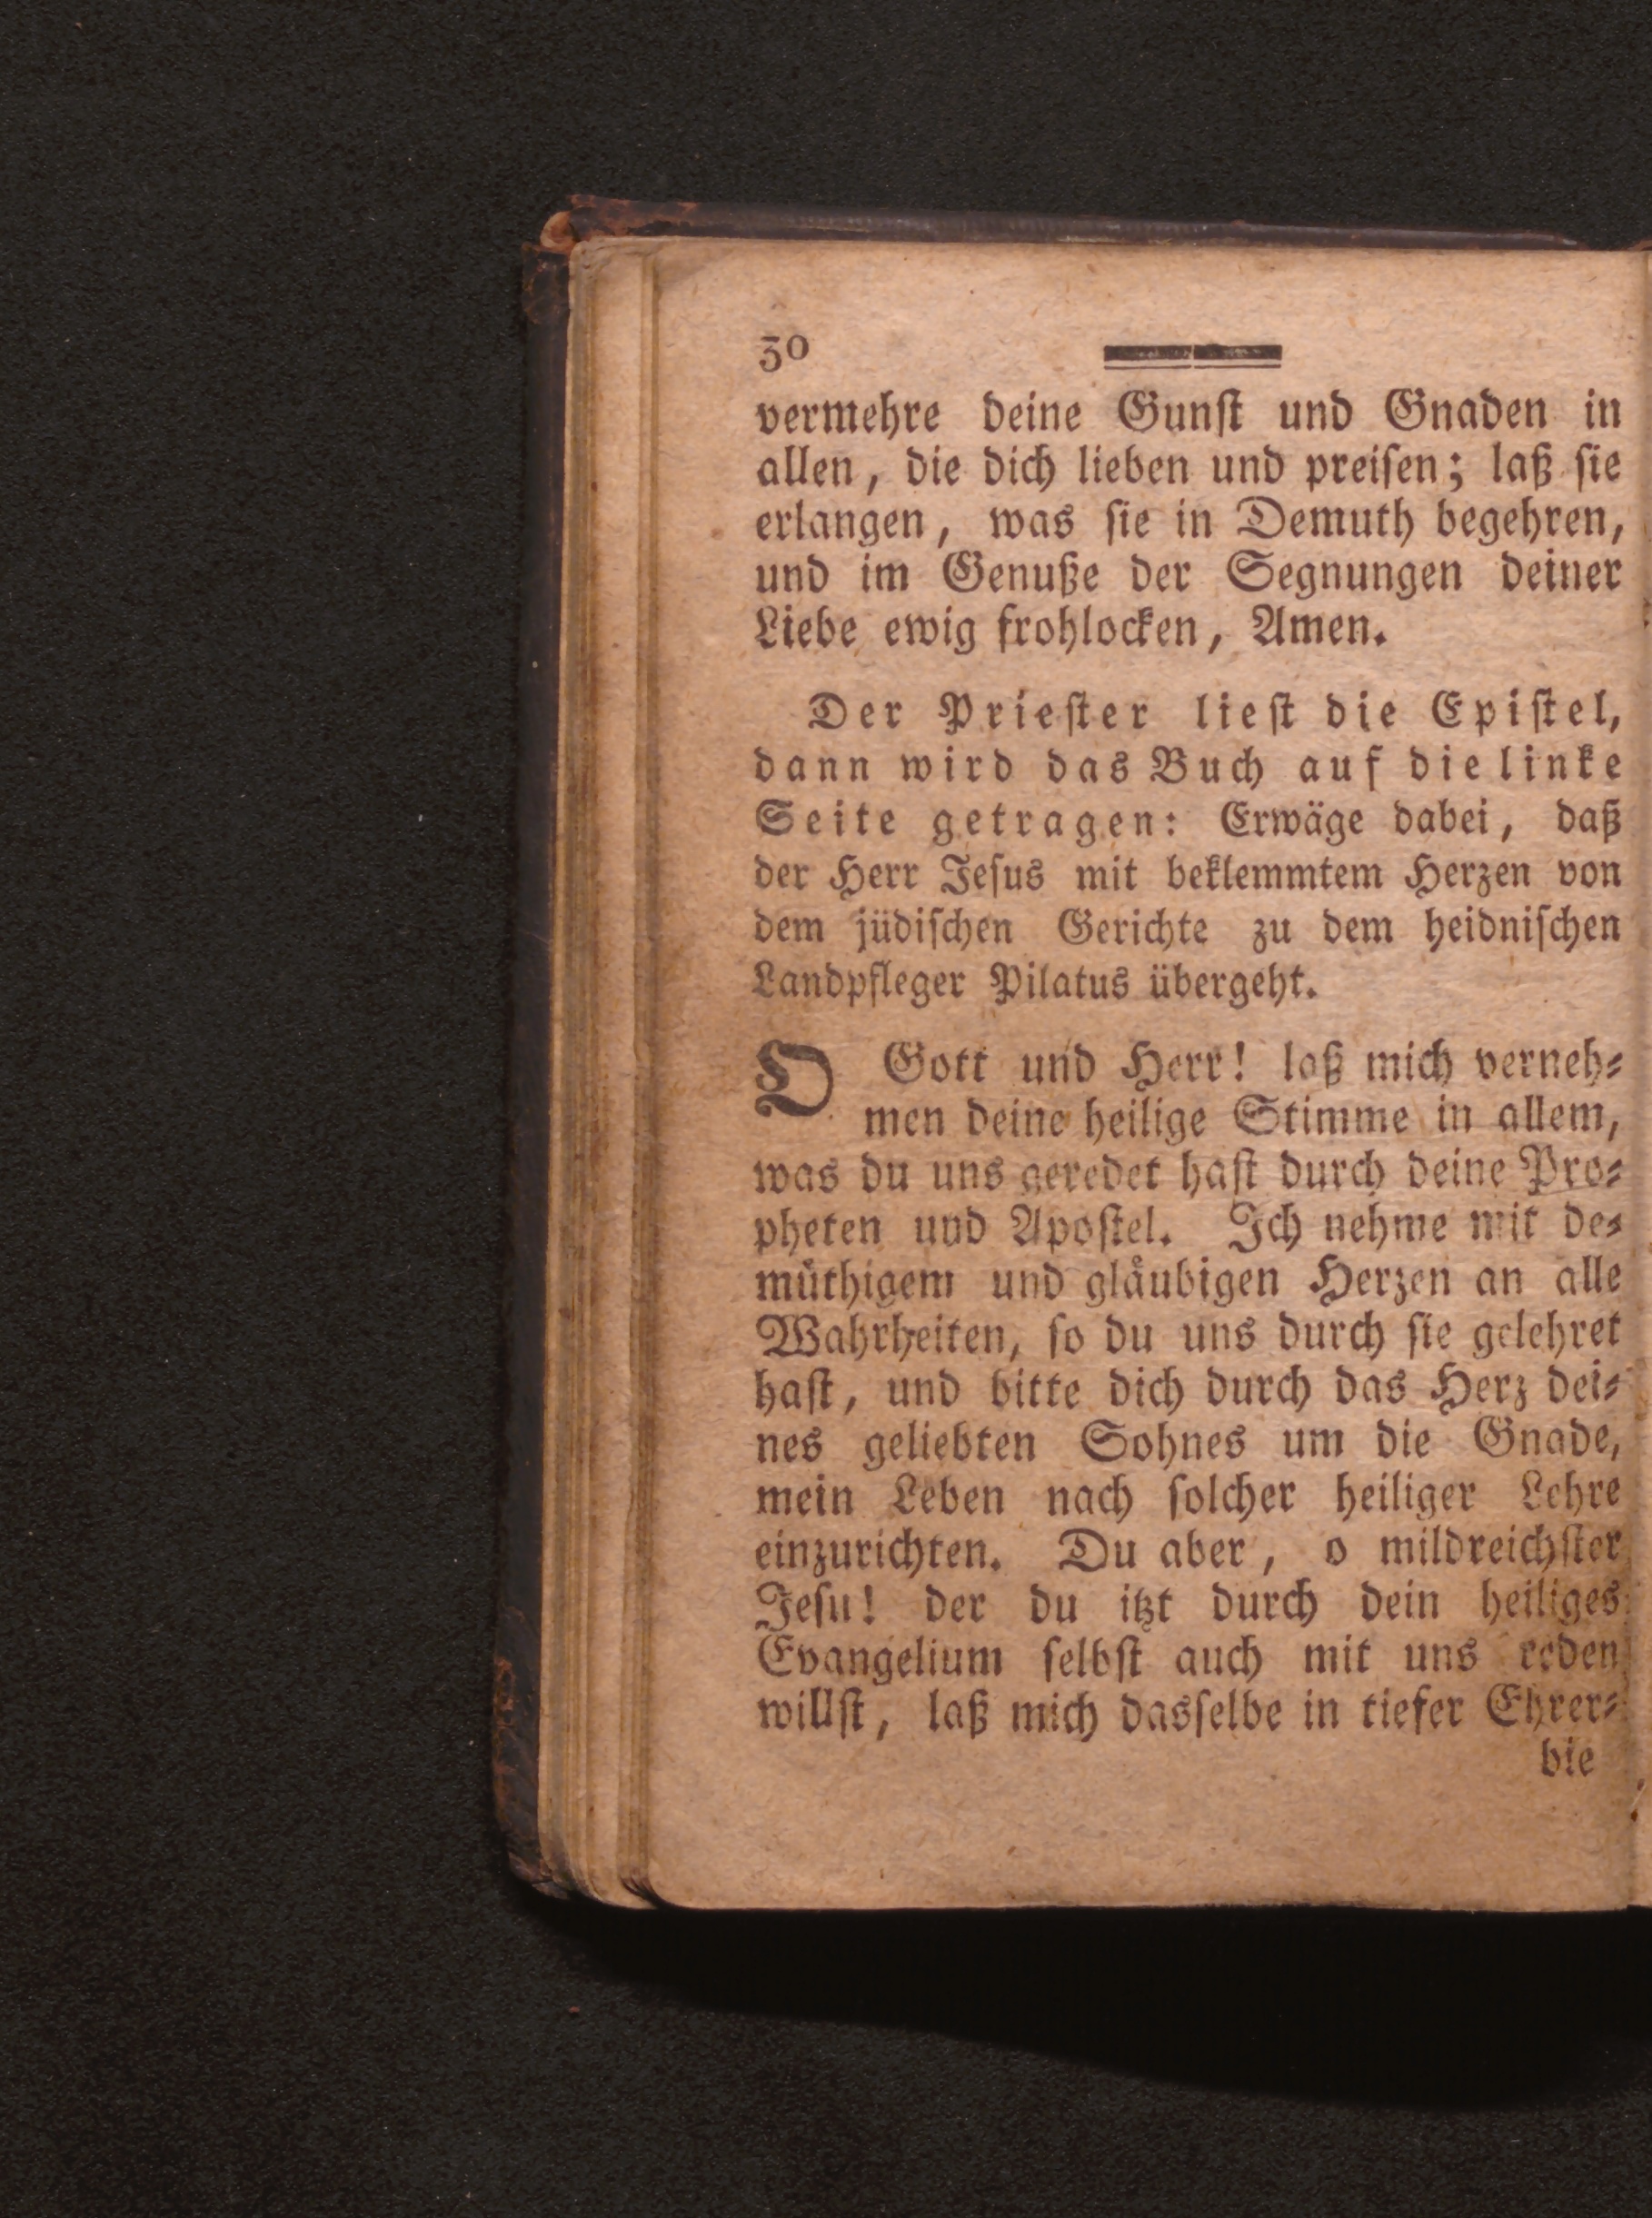 30
vermehre deine Gunſt und Gnaden in
allen, die dich lieben und preiſen; laß ſie
erlangen, was ſie in Demuth begehren,
und im Genuße der Segnungen deiner
Liebe ewig frohlocken, Amen.
Der Prieſter lieſt die Epiſtel,
dann wird das Buch auf die linke
Seite getragen: Erwäge dabei, daß
der Herr Jeſus mit beklemmtem Herzen von
dem jüdiſchen Gerichte zu dem heidniſchen
Landpfleger Pilatus übergeht.
O Gott und Herr! laß mich verneh⸗
men deine heilige Stimme in allem,
was du uns geredet haſt durch deine Pro⸗
pheten und Apoſtel. Ich nehme mit de⸗
muͤthigem und glaͤubigen Herzen an alle
Wahrheiten, ſo du uns durch ſie gelehret
haſt, und bitte dich durch das Herz dei⸗
nes geliebten Sohnes um die Gnade,
mein Leben nach ſolcher heiliger Lehre
einzurichten. Du aber, o mildreichſter
Jeſu! der du itzt durch dein heiliges
Evangelium ſelbſt auch mit uns reden
willſt, laß mich dasſelbe in tiefer Ehrer⸗
bie